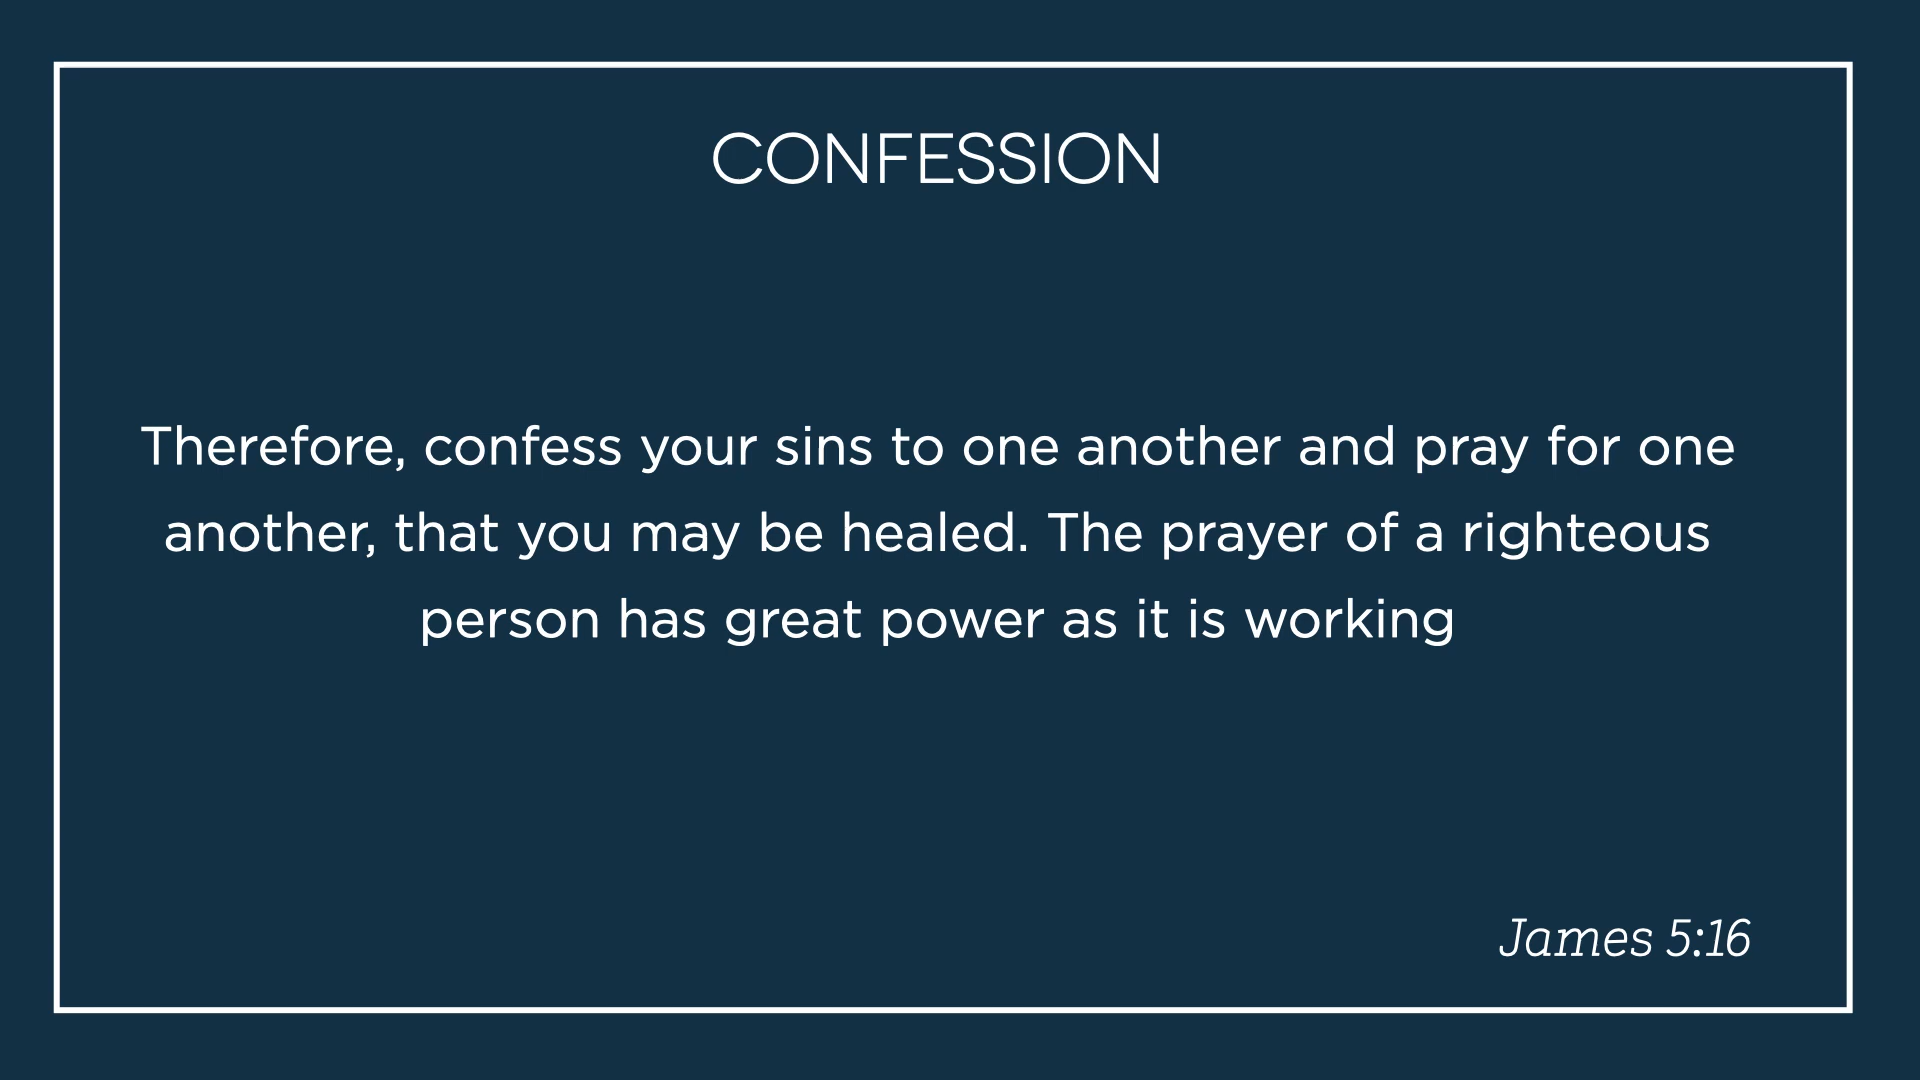 CONFESSION
Therefore, confess your sins to one another and pray for one
another, that you may be healed. The prayer of a righteous
person has great power as it is working
James 5:16